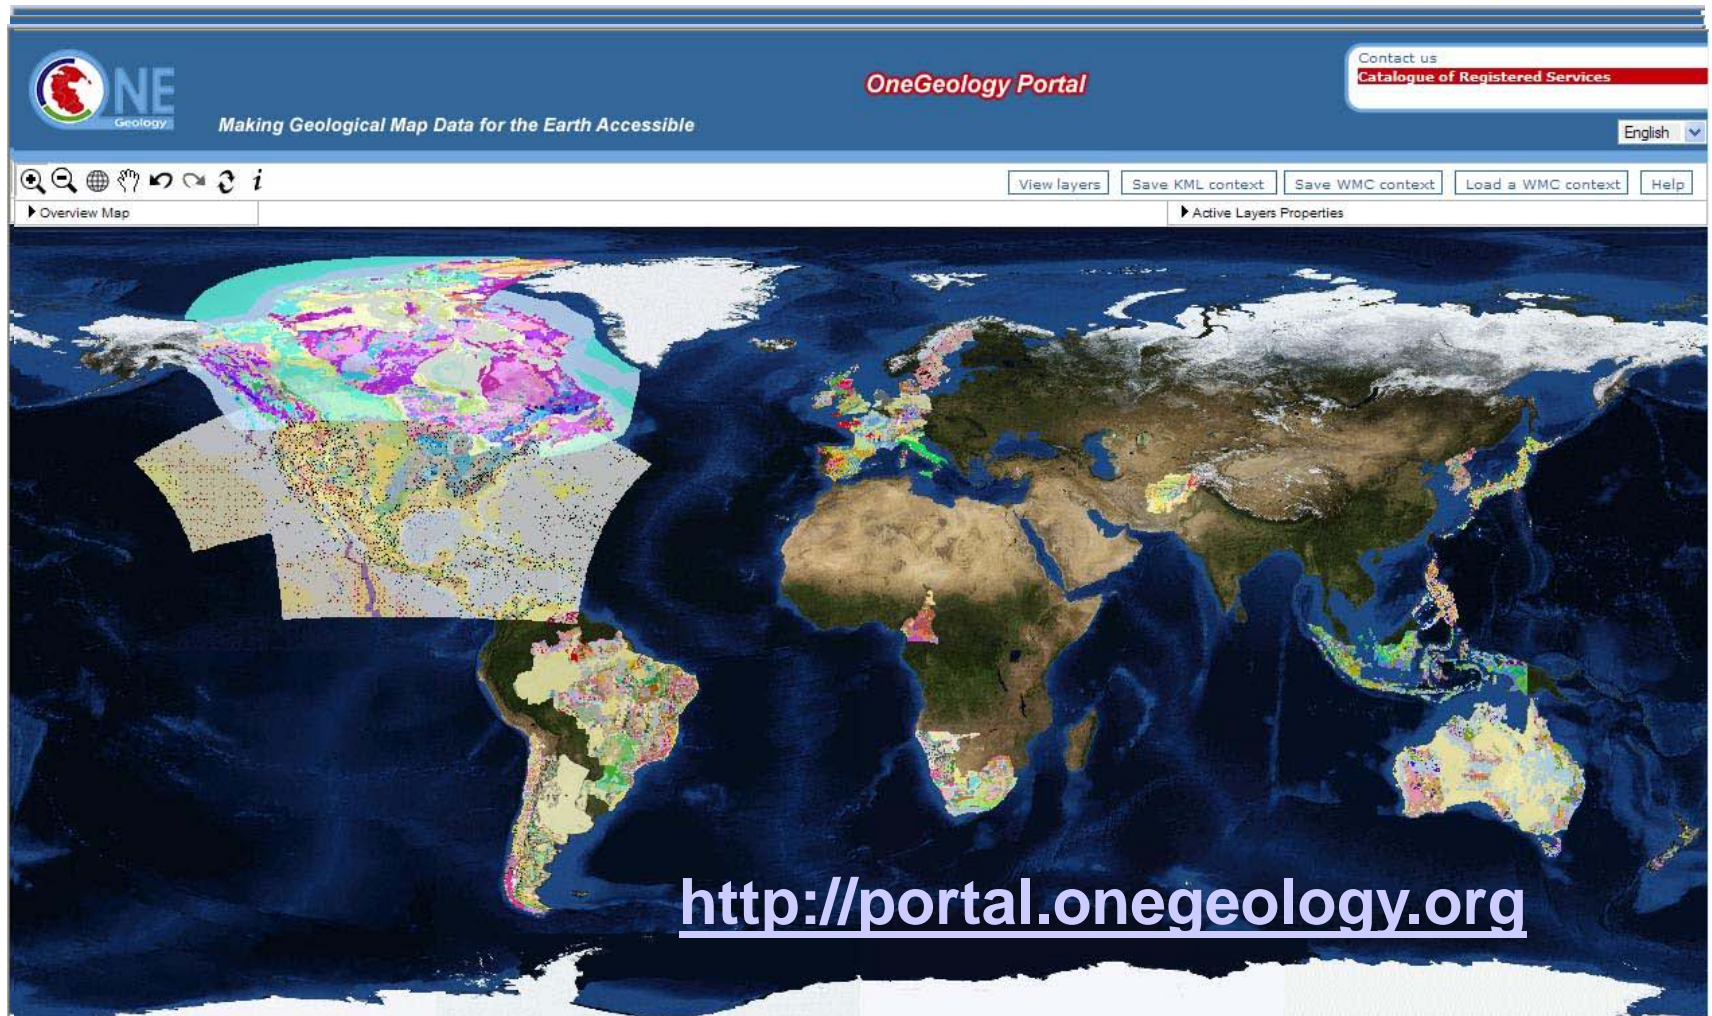 Contact us
Catalogue of Registered Services
NE
Geology
OneGeology Portal
Making Geological Map Data for the Earth Accessible
English
View layers
Save KML context
Save WMC context
Load a WMC context
Help
Overview Map
Active Layers Properties
http://portal.onegeology.org